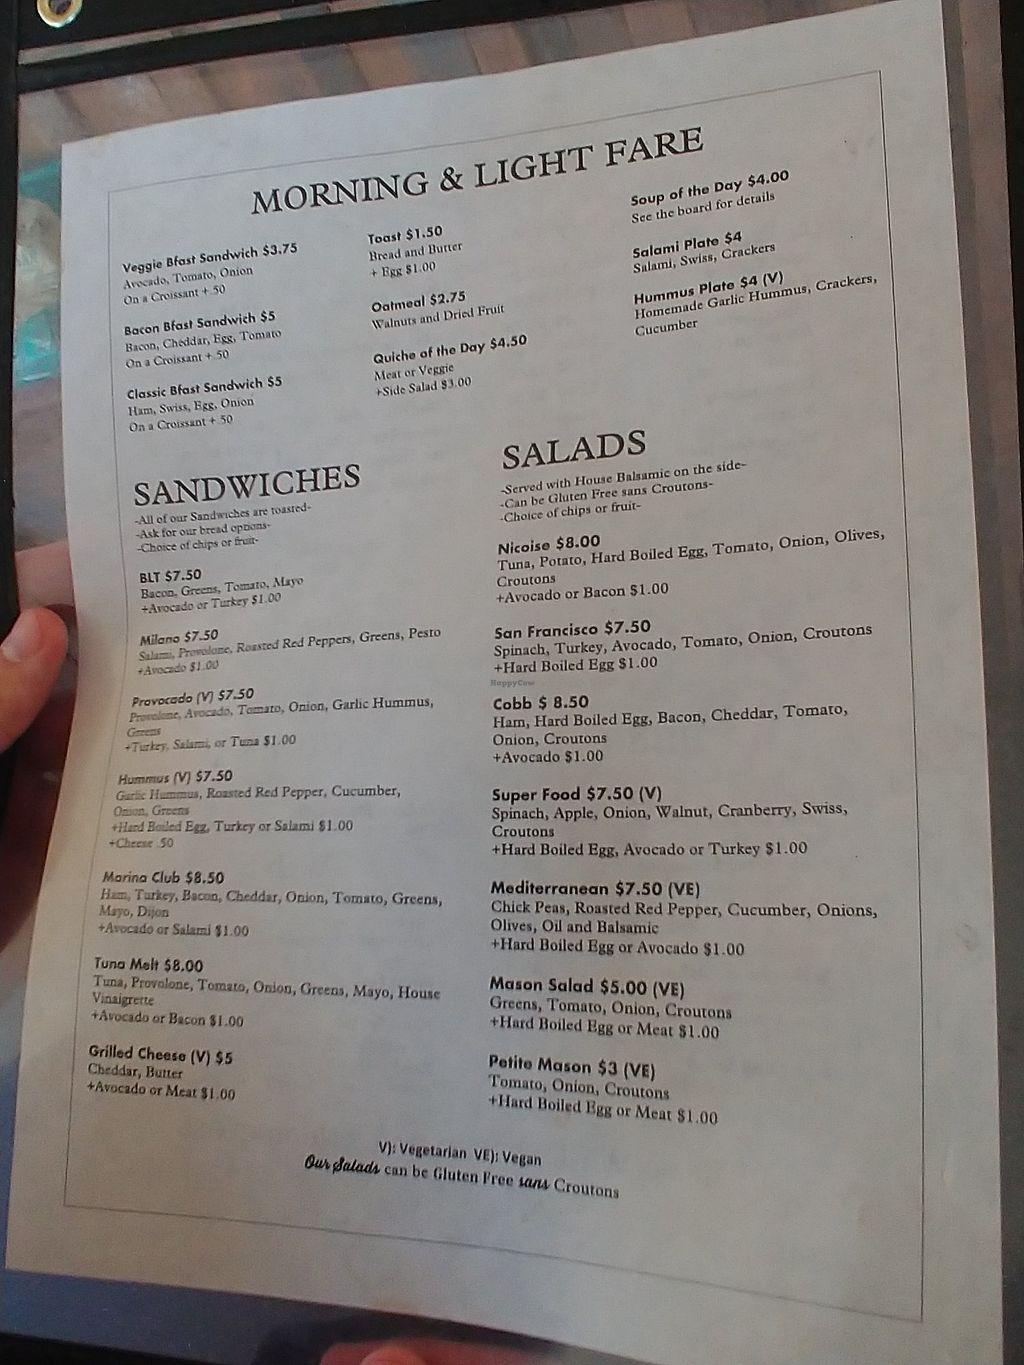 MORNING & LIGHT FARE
Veggie Bfast Sandwich $3.75
Avocado, Tomato, Onion
On a Croissant + .50
Bacon Bfast Sandwich $5
Bacon, Cheddar, Egg, Tomato
On a Croissant + .50
Classic Bfast Sandwich $5
Ham, Swiss, Egg, Onion
On a Croissant + .50
Toast $1.50
Bread and Butter
+ Egg $1.00
Oatmeal $2.75
Walnuts and Dried Fruit
Quiche of the Day $4.50
Meat or Veggie
+Side Salad $3.00
Soup of the Day $4.00
See the board for details
Salami Plate $4
Salami, Swiss, Crackers
Hummus Plate $4 (V)
Homemade Garlic Hummus, Crackers,
Cucumber
SANDWICHES
-All of our Sandwiches are toasted-
-Ask for our bread options-
-Choice of chips or fruit-
BLT $7.50
Bacon, Greens, Tomato, Mayo
+Avocado or Turkey $1.00
Milano $7.50
Salami, Provolone, Roasted Red Peppers, Greens, Pesto
+Avocado $1.00
Provocado (V) $7.50
Provolone, Avocado, Tomato, Onion, Garlic Hummus,
Greens
+Turkey, Salami, or Tuna $1.00
Hummus (V) $7.50
Garlic Hummus, Roasted Red Pepper, Cucumber,
Onion, Greens
+Hard Boiled Egg, Turkey or Salami $1.00
+Cheese .50
Marina Club $8.50
Ham, Turkey, Bacon, Cheddar, Onion, Tomato, Greens,
Mayo, Dijon
+Avocado or Salami $1.00
Tuna Melt $8.00
Tuna, Provolone, Tomato, Onion, Greens, Mayo, House
Vinaigrette
+Avocado or Bacon $1.00
Grilled Cheese (V) $5
Cheddar, Butter
+Avocado or Meat $1.00
SALADS
-Served with House Balsamic on the side-
-Can be Gluten Free sans Croutons-
-Choice of chips or fruit-
Nicoise $8.00
Tuna, Potato, Hard Boiled Egg, Tomato, Onion, Olives,
Croutons
+Avocado or Bacon $1.00
San Francisco $7.50
Spinach, Turkey, Avocado, Tomato, Onion, Croutons
+Hard Boiled Egg $1.00
HappyCow
Cobb $ 8.50
Ham, Hard Boiled Egg, Bacon, Cheddar, Tomato,
Onion, Croutons
+Avocado $1.00
Super Food $7.50 (V)
Spinach, Apple, Onion, Walnut, Cranberry, Swiss,
Croutons
+Hard Boiled Egg, Avocado or Turkey $1.00
Mediterranean $7.50 (VE)
Chick Peas, Roasted Red Pepper, Cucumber, Onions,
Olives, Oil and Balsamic
+Hard Boiled Egg or Avocado $1.00
Mason Salad $5.00 (VE)
Greens, Tomato, Onion, Croutons
+Hard Boiled Egg or Meat $1.00
Petite Mason $3 (VE)
Tomato, Onion, Croutons
+Hard Boiled Egg or Meat $1.00
V): Vegetarian VE): Vegan
Our Salads can be Gluten Free sans Croutons